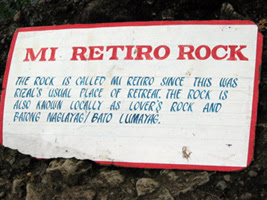 MI RETIRO ROCK
THE ROCK IS CALLED MI RETIRO SINCE THIS WAS
RIZAL'S USUAL PLACE OF RETREAT. THE ROCK IS
ALSO KNOWN LOCALLY AS LOVER'S ROCK AND
BATONG NAGLAYAG/ BATO LUMAYAG.